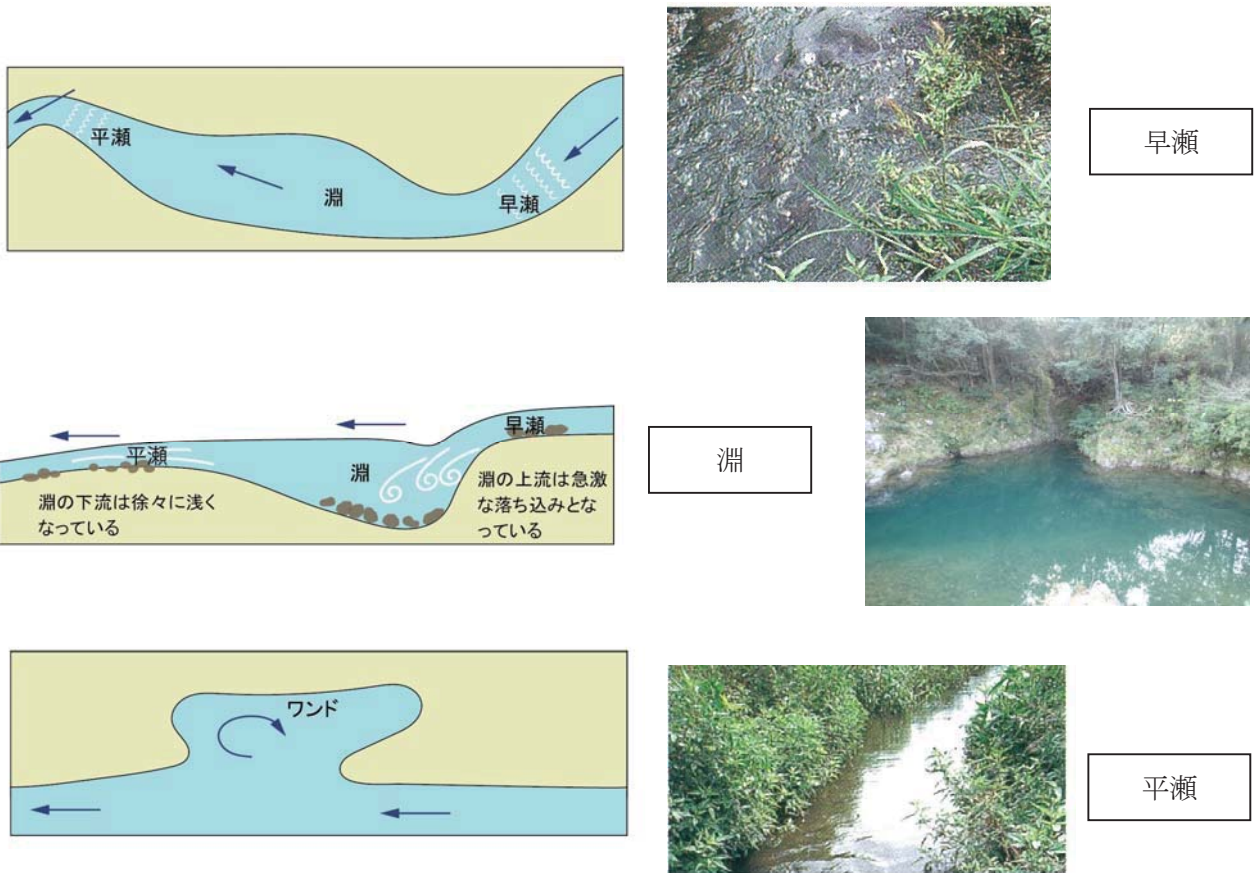 平瀬
淵
早瀬
早瀬
早瀬
平瀬
淵
淵の下流は徐々に浅く
なっている
淵の上流は急激
な落ち込みとな
っている
淵
ワンド
平瀬